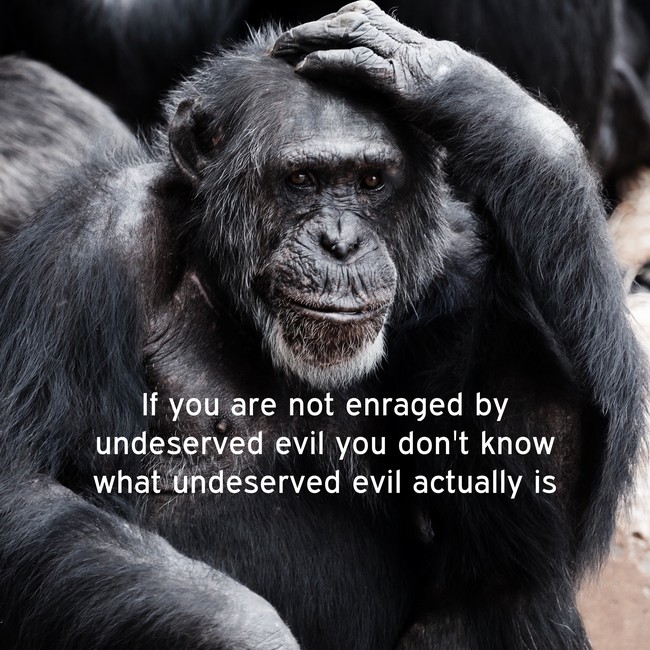 If you are not enraged by
undeserved evil you don't know
what undeserved evil actually is